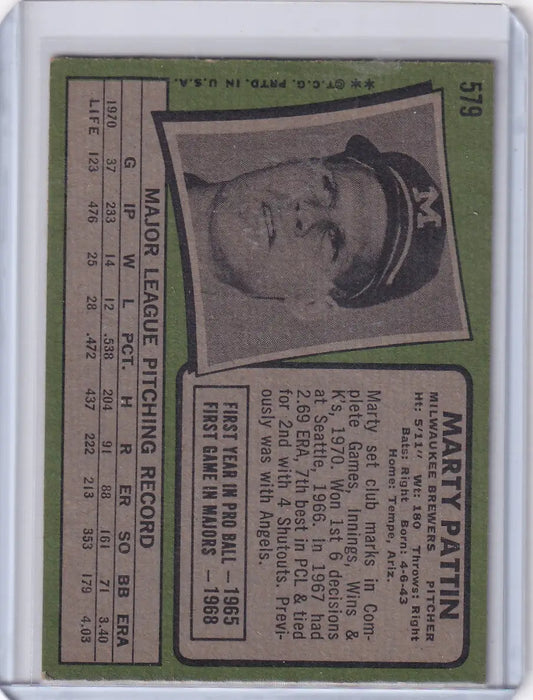 579
** ©T.C.G. PRTD. IN U.S.A.
M
MARTY PATTIN
MILWAUKEE BREWERS PITCHER
Ht: 5'11" Wt: 180 Throws: Right
Bats: Right Born: 4-6-43
Home: Tempe, Ariz.
Marty set club marks in Com-
plete Games, Innings, Wins &
K's, 1970. Won 1st 6 decisions
at Seattle, 1966. In 1967 had
2.69 ERA, 7th best in PCL & tied
for 2nd with 4 Shutouts. Previ-
ously was with Angels.
FIRST YEAR IN PRO BALL — 1965
FIRST GAME IN MAJORS — 1968
MAJOR LEAGUE PITCHING RECORD
G IP W L PCT. H R ER SO BB ERA
1970 37 233 14 12 .538 204 91 88 161 71 3.40
LIFE 123 476 25 28 .472 437 222 213 353 179 4.03